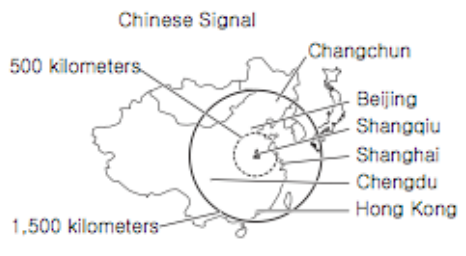 Chinese Signal
500 kilometers
Changchun
Beijing
Shangqiu
Shanghai
Chengdu
Hong Kong
1,500 kilometers